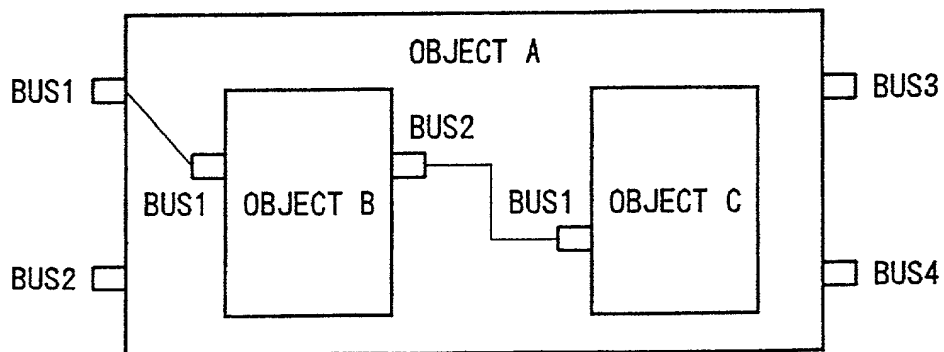 OBJECT A
BUS1
BUS3
BUS2
BUS1
OBJECT B
BUS1
OBJECT C
BUS2
BUS4